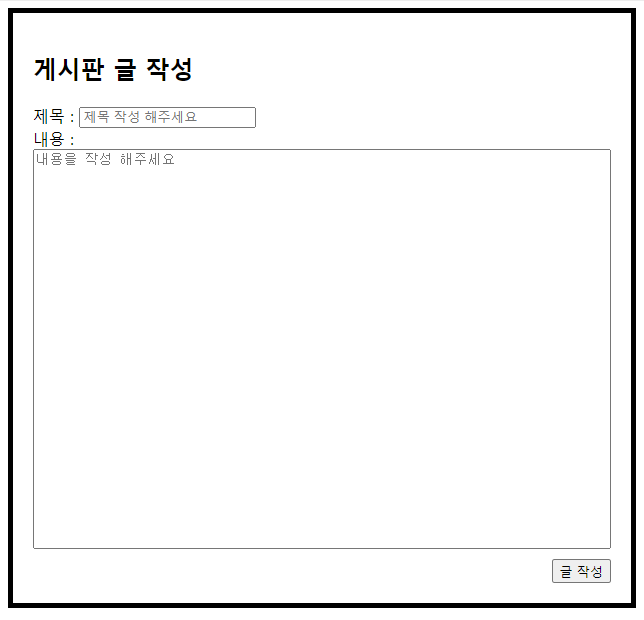 게시판 글 작성
제목 : 제목 작성 해주세요
내용 :
내용을 작성 해주세요
글 작성